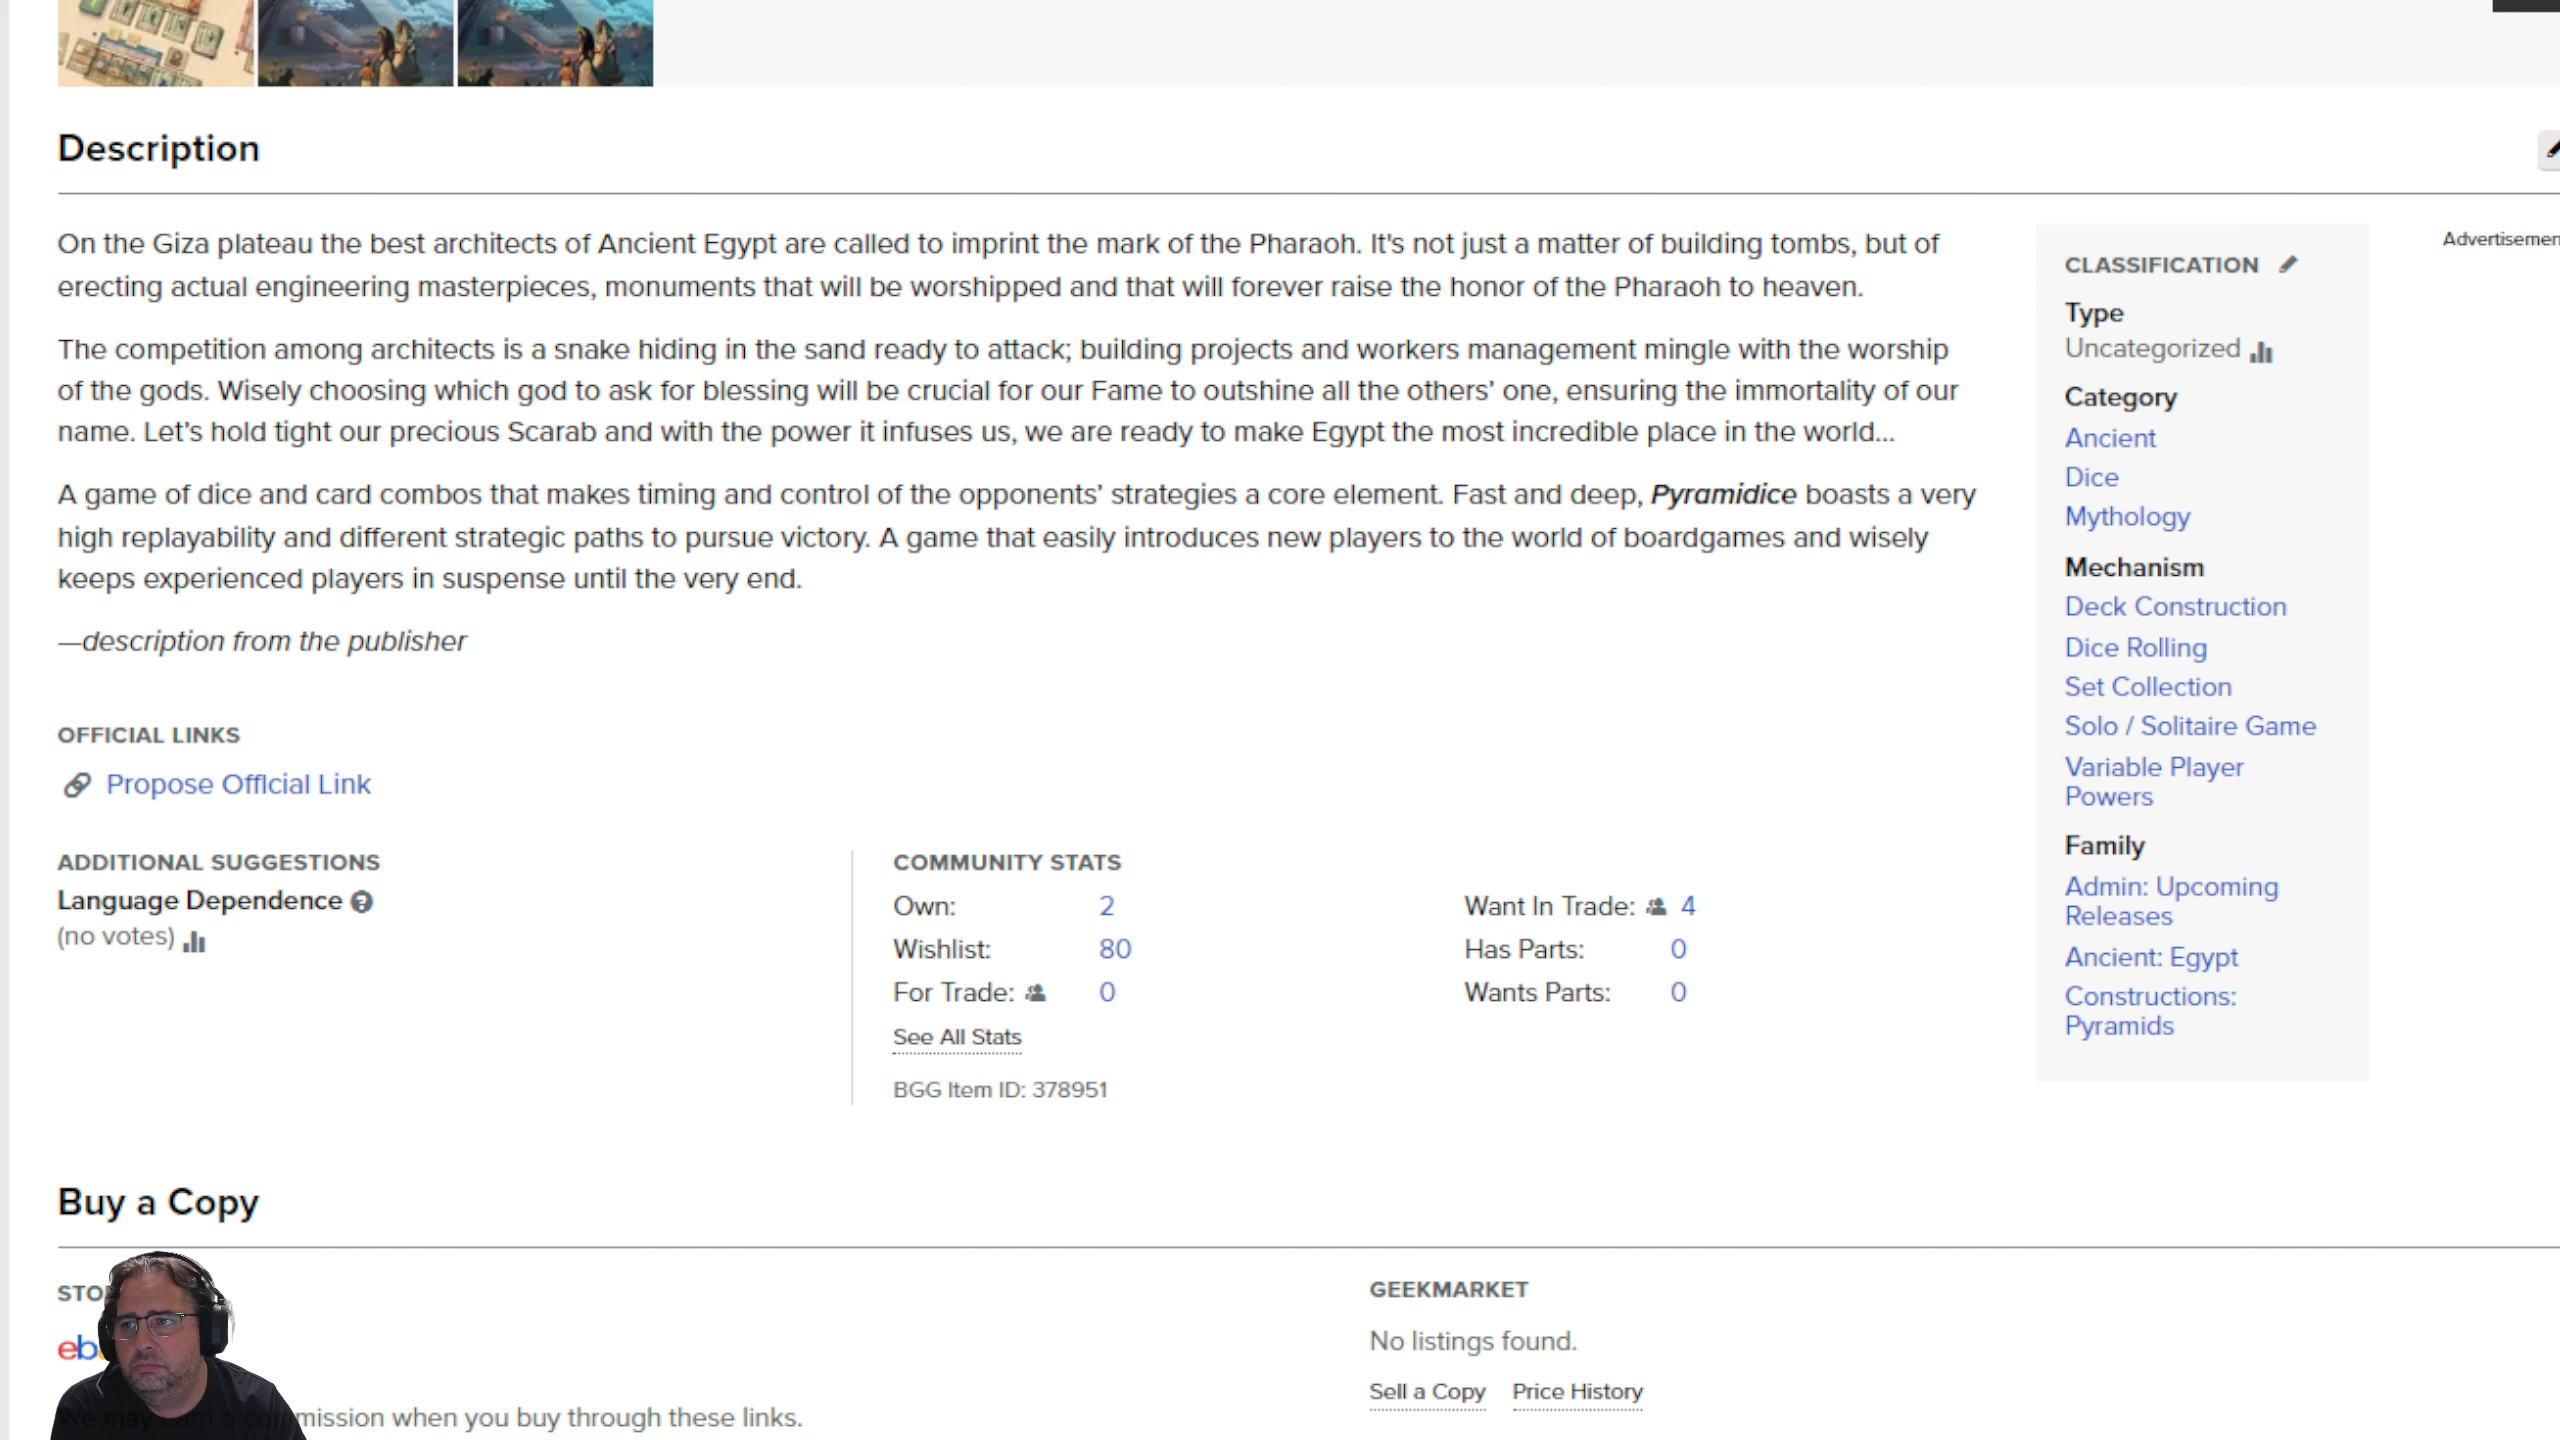 Description
On the Giza plateau the best architects of Ancient Egypt are called to imprint the mark of the Pharaoh. It's not just a matter of building tombs, but of
erecting actual engineering masterpieces, monuments that will be worshipped and that will forever raise the honor of the Pharaoh to heaven.
The competition among architects is a snake hiding in the sand ready to attack; building projects and workers management mingle with the worship
of the gods. Wisely choosing which god to ask for blessing will be crucial for our Fame to outshine all the others’ one, ensuring the immortality of our
name. Let’s hold tight our precious Scarab and with the power it infuses us, we are ready to make Egypt the most incredible place in the world...
A game of dice and card combos that makes timing and control of the opponents’ strategies a core element. Fast and deep, Pyramidice boasts a very
high replayability and different strategic paths to pursue victory. A game that easily introduces new players to the world of boardgames and wisely
keeps experienced players in suspense until the very end.
—description from the publisher
OFFICIAL LINKS
Propose Official Link
ADDITIONAL SUGGESTIONS
Language Dependence
(no votes)
COMMUNITY STATS
Own: 2
Wishlist: 80
For Trade: 0
Want In Trade: 4
Has Parts: 0
Wants Parts: 0
See All Stats
BGG Item ID: 378951
CLASSIFICATION
Type
Uncategorized
Category
Ancient
Dice
Mythology
Mechanism
Deck Construction
Dice Rolling
Set Collection
Solo / Solitaire Game
Variable Player
Powers
Family
Admin: Upcoming
Releases
Ancient: Egypt
Constructions:
Pyramids
Advertisemen
Buy a Copy
STO
eb
We may earn a commission when you buy through these links.
GEEKMARKET
No listings found.
Sell a Copy Price History